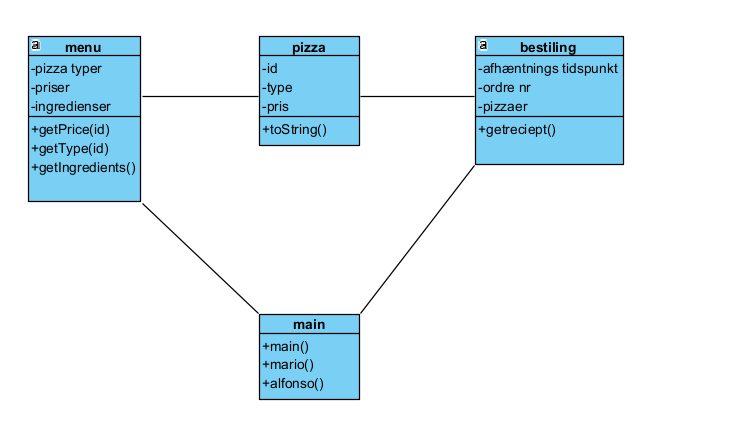 a menu
-pizza typer
-priser
-ingredienser
+getPrice(id)
+getType(id)
+getIngredients()
pizza
-id
-type
-pris
+toString()
a bestiling
-afhæntnings tidspunkt
-ordre nr
-pizzaer
+getreciept()
main
+main()
+mario()
+alfonso()